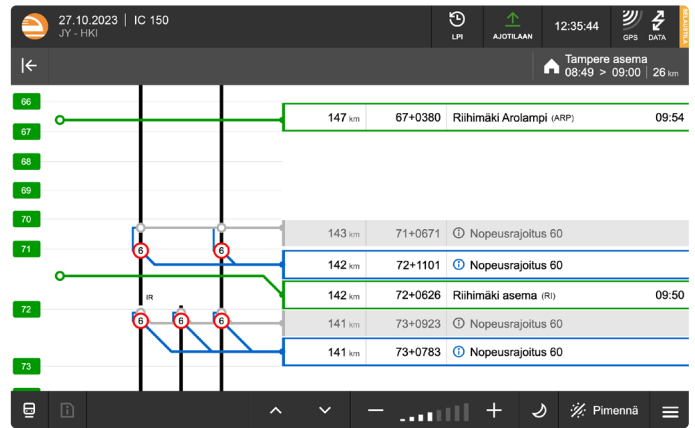 27.10.2023 | IC 150
JY - HKI
LPI
AJOTILAAN
12:35:44
GPS
DATA
SELAUSTILA
Tampere asema
08:49 > 09:00 | 26 km
66
147 km 67+0380 Riihimäki Arolampi (ARP) 09:54
67
68
69
70
143 km 71+0671 Nopeusrajoitus 60
71
6 6
142 km 72+1101 Nopeusrajoitus 60
IR
142 km 72+0626 Riihimäki asema (RI) 09:50
72
6 6 6
141 km 73+0923 Nopeusrajoitus 60
141 km 73+0783 Nopeusrajoitus 60
73
Pimennä